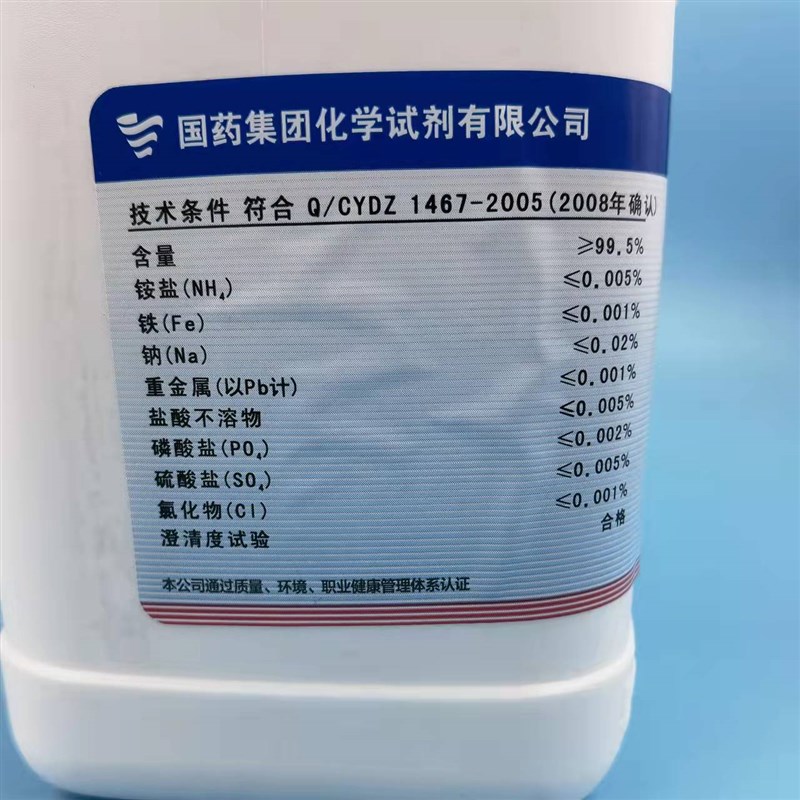 国药集团化学试剂有限公司
技术条件 符合 Q/CYDZ 1467-2005(2008年确认)
含量 ≥99.5%
铵盐(NH₄) ≤0.005%
铁(Fe) ≤0.001%
钠(Na) ≤0.02%
重金属(以Pb计) ≤0.001%
盐酸不溶物 ≤0.005%
磷酸盐(PO₄) ≤0.002%
硫酸盐(SO₄) ≤0.005%
氯化物(Cl) ≤0.001%
澄清度试验 合格
本公司通过质量、环境、职业健康管理体系认证